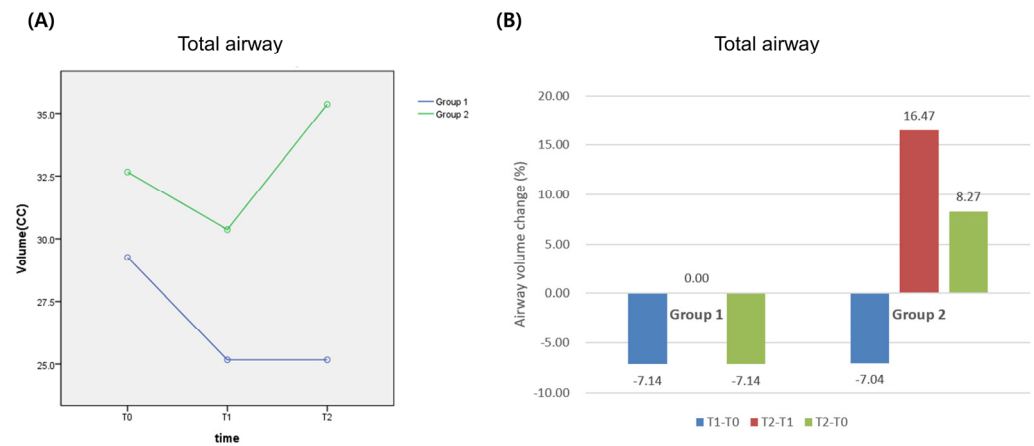 (A)
Total airway
Volume(CC)
35.0
32.5
30.0
27.5
25.0
T0 T1 T2
time
Group 1
Group 2
(B)
Total airway
Airway volume change (%)
20.00
15.00
10.00
5.00
0.00
-5.00
-10.00
16.47
8.27
0.00
Group 1 Group 2
-7.14 -7.14 -7.04
T1-T0 T2-T1 T2-T0